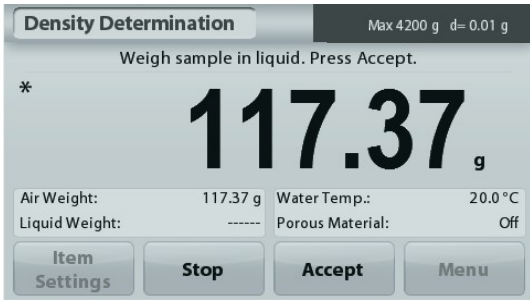 Density Determination Max 4200 g d= 0.01 g
Weigh sample in liquid. Press Accept.
* 117.37 g
Air Weight: 117.37 g Water Temp.: 20.0 °C
Liquid Weight: ------ Porous Material: Off
Item Settings Stop Accept Menu